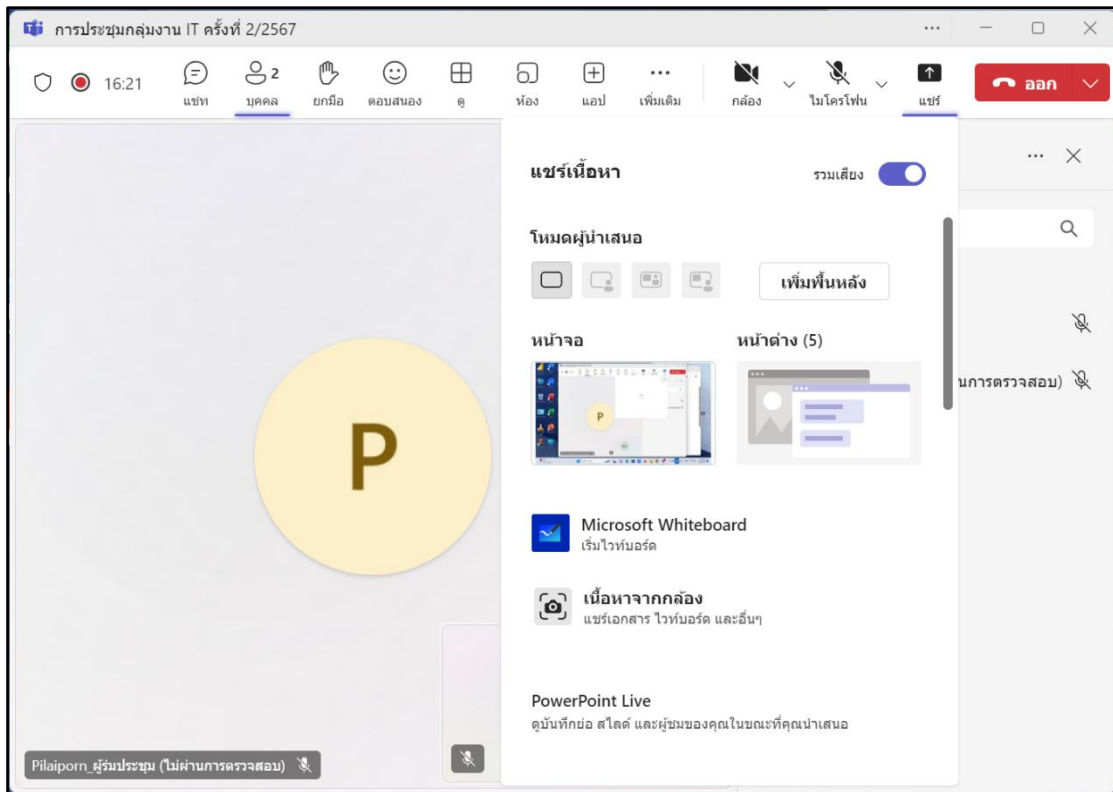 การประชุมกลุ่มงาน IT ครั้งที่ 2/2567
16:21
แชท
2
บุคคล
ยกมือ
ตอบสนอง
ดู
ห้อง
แอป
เพิ่มเติม
กล้อง
ไมโครโฟน
แชร์
ออก
แชร์เนื้อหา
รวมเสียง
โหมดผู้นำเสนอ
เพิ่มพื้นหลัง
หน้าจอ
หน้าต่าง (5)
P
P
นการตรวจสอบ)
Microsoft Whiteboard
เริ่มไวท์บอร์ด
เนื้อหาจากกล้อง
แชร์เอกสาร ไวท์บอร์ด และอื่นๆ
PowerPoint Live
ดูบันทึกย่อ สไลด์ และผู้ชมของคุณในขณะที่คุณนำเสนอ
Pilaiporn_ผู้ร่มประชุม (ไม่ผ่านการตรวจสอบ)